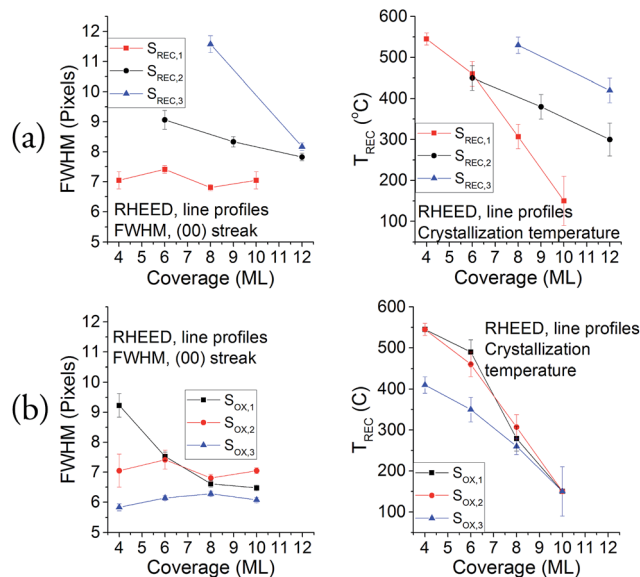 (a)
FWHM (Pixels)
12
11
10
9
8
7
6
5
S_REC,1
S_REC,2
S_REC,3
RHEED, line profiles
FWHM, (00) streak
4 5 6 7 8 9 10 11 12
Coverage (ML)
T_REC (°C)
600
500
400
300
200
100
S_REC,1
S_REC,2
S_REC,3
RHEED, line profiles
Crystallization temperature
4 5 6 7 8 9 10 11 12
Coverage (ML)
(b)
FWHM (Pixels)
12
11
10
9
8
7
6
5
RHEED, line profiles
FWHM, (00) streak
S_OX,1
S_OX,2
S_OX,3
4 5 6 7 8 9 10 11 12
Coverage (ML)
T_REC (C)
600
500
400
300
200
100
RHEED, line profiles
Crystallization
temperature
S_OX,1
S_OX,2
S_OX,3
4 5 6 7 8 9 10 11 12
Coverage (ML)